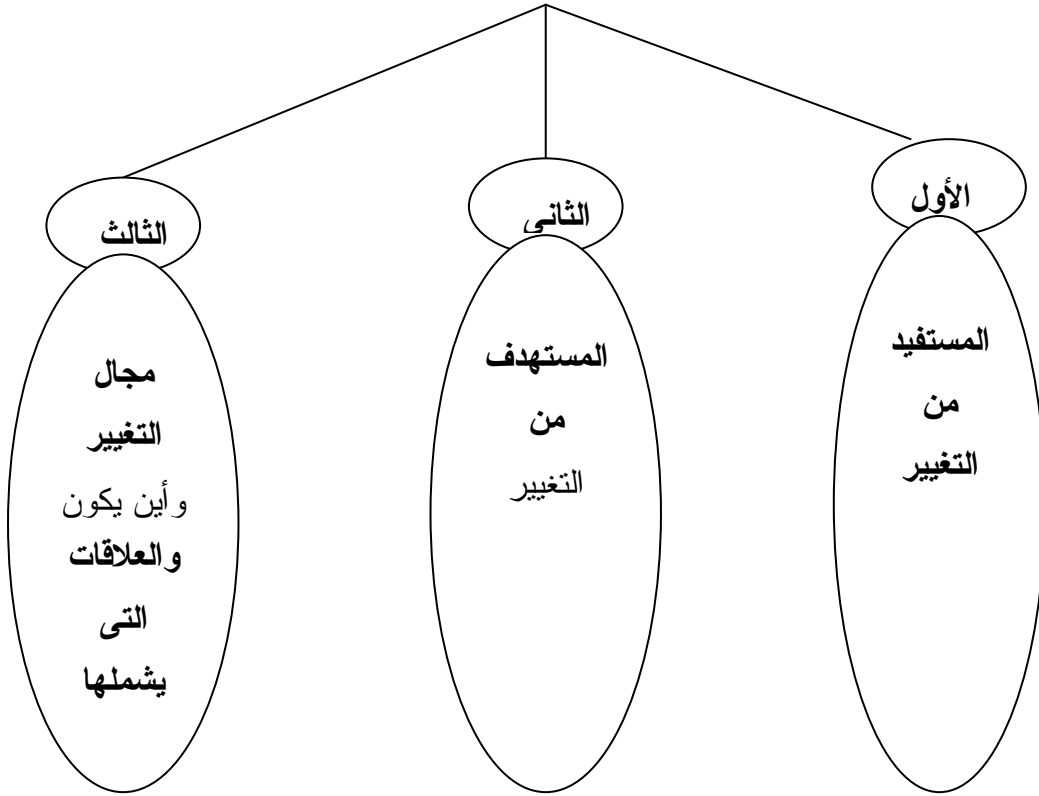 الأول
المستفيد
من
التغيير
الثانى
المستهدف
من
التغيير
الثالث
مجال
التغيير
وأين يكون
والعلاقات
التى
يشملها